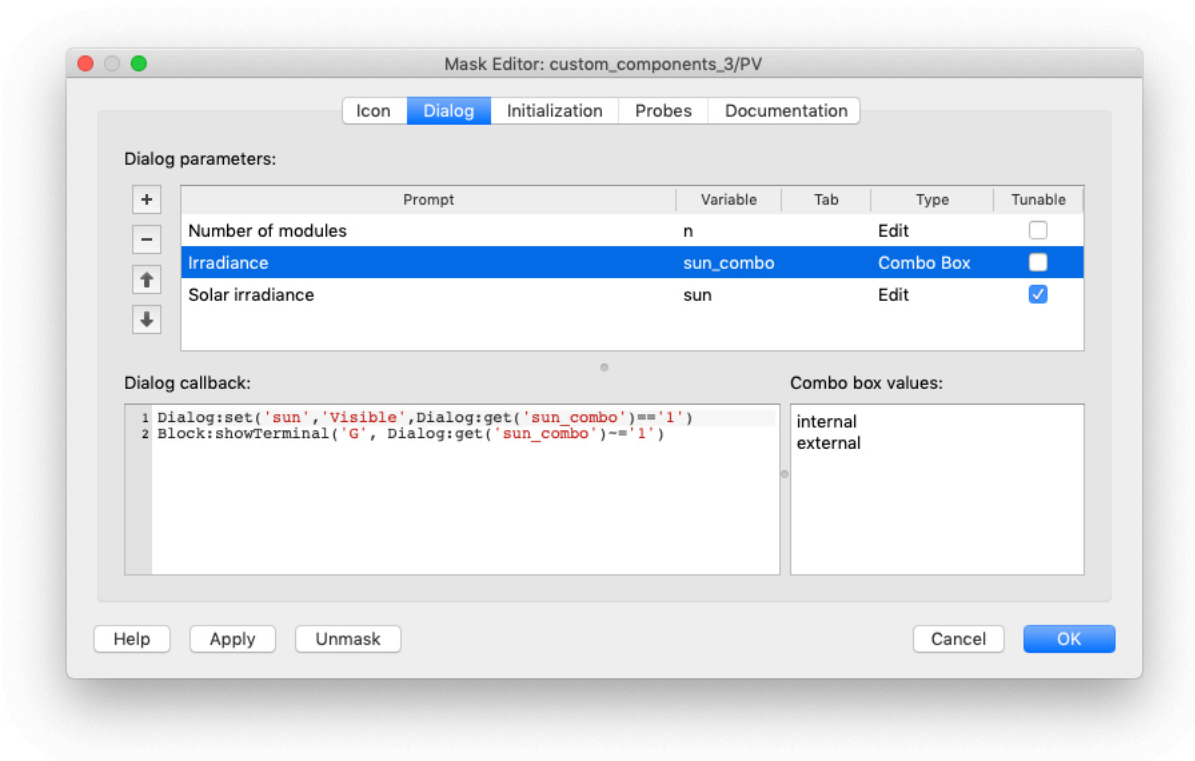 Mask Editor: custom_components_3/PV
Icon Dialog Initialization Probes Documentation
Dialog parameters:
+ Prompt Variable Tab Type Tunable
− Number of modules n Edit
Irradiance sun_combo Combo Box
Solar irradiance sun Edit
Dialog callback: Combo box values:
1 Dialog:set('sun','Visible',Dialog:get('sun_combo')=='1')
2 Block:showTerminal('G', Dialog:get('sun_combo')~='1')
internal
external
Help Apply Unmask Cancel OK